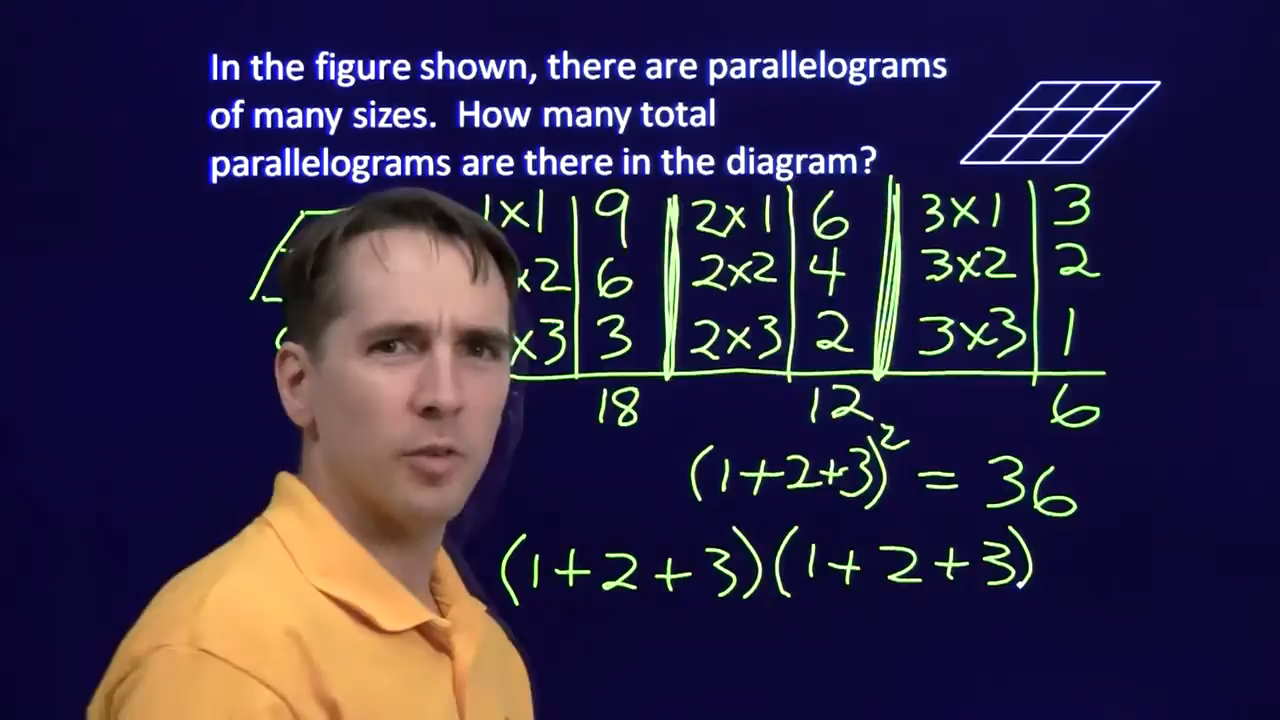 In the figure shown, there are parallelograms
of many sizes. How many total
parallelograms are there in the diagram?
1x1 9 2x1 6 3x1 3
x2 6 2x2 4 3x2 2
x3 3 2x3 2 3x3 1
18 12 6
(1+2+3)² = 36
(1+2+3)(1+2+3)